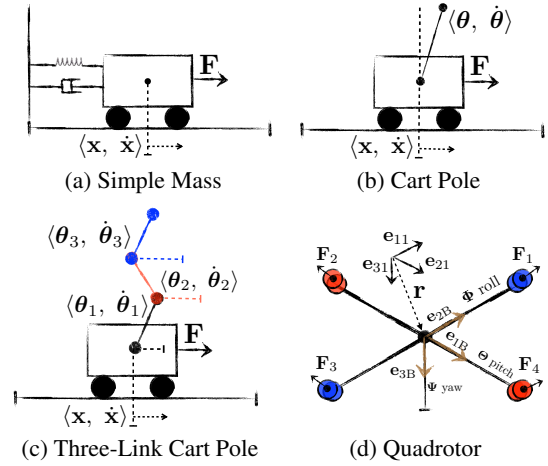 F
⟨x, ẋ⟩
(a) Simple Mass
⟨θ, θ̇⟩
F
⟨x, ẋ⟩
(b) Cart Pole
⟨θ₃, θ̇₃⟩
⟨θ₂, θ̇₂⟩
⟨θ₁, θ̇₁⟩
F
⟨x, ẋ⟩
(c) Three-Link Cart Pole
e₁₁
F₂
F₁
e₃₁
e₂₁
r
Φ roll
e₂B
e₁B
F₃
e₃B
Θ pitch
F₄
Ψ yaw
(d) Quadrotor